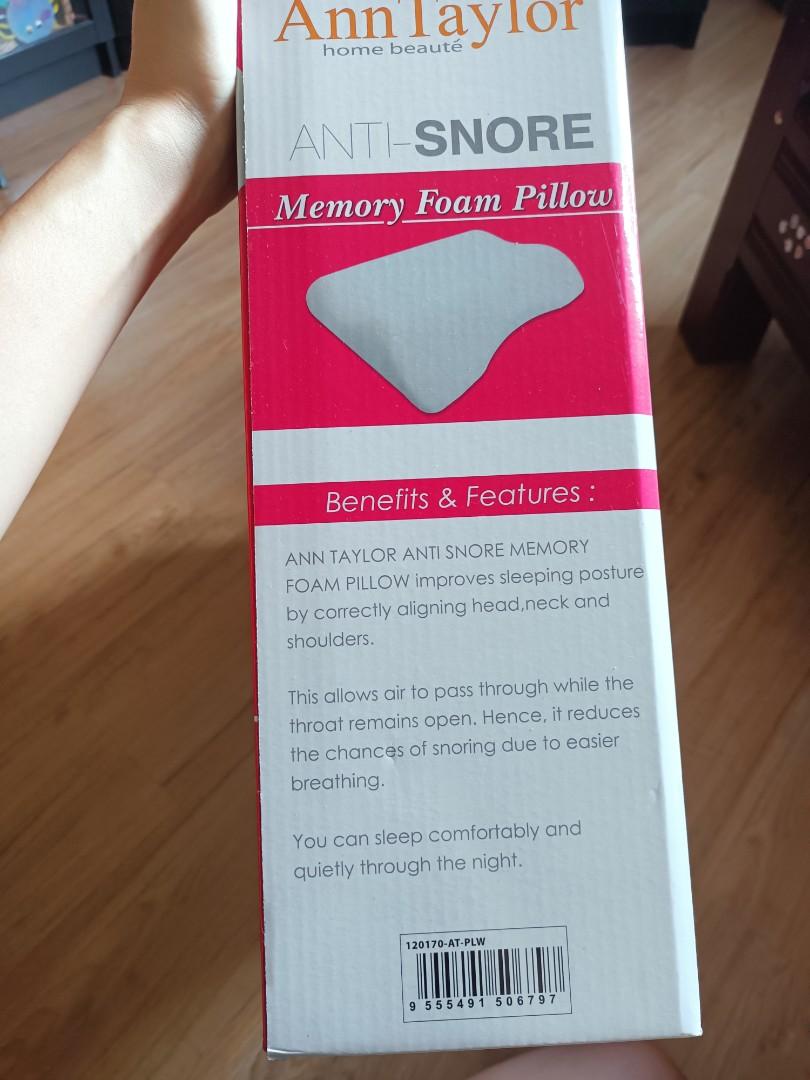 AnnTaylor
home beauté
ANTI-SNORE
Memory Foam Pillow
Benefits & Features :
ANN TAYLOR ANTI SNORE MEMORY
FOAM PILLOW improves sleeping posture
by correctly aligning head,neck and
shoulders.
This allows air to pass through while the
throat remains open. Hence, it reduces
the chances of snoring due to easier
breathing.
You can sleep comfortably and
quietly through the night.
120170-AT-PLW
9 555491 506797